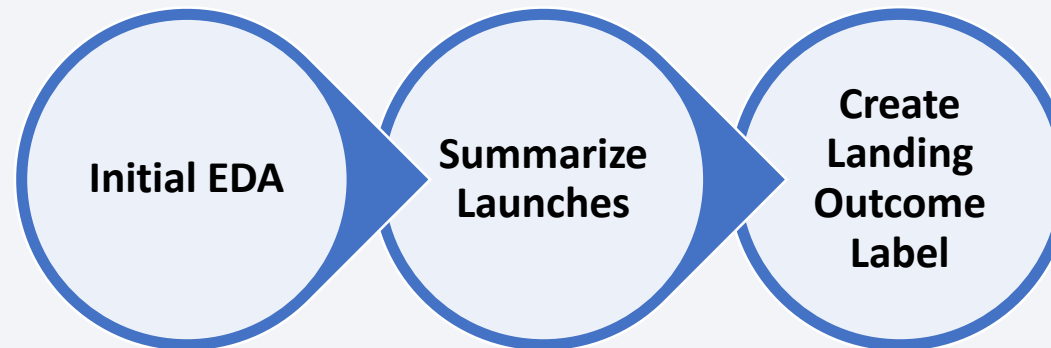 Initial EDA
Summarize
Launches
Create
Landing
Outcome
Label